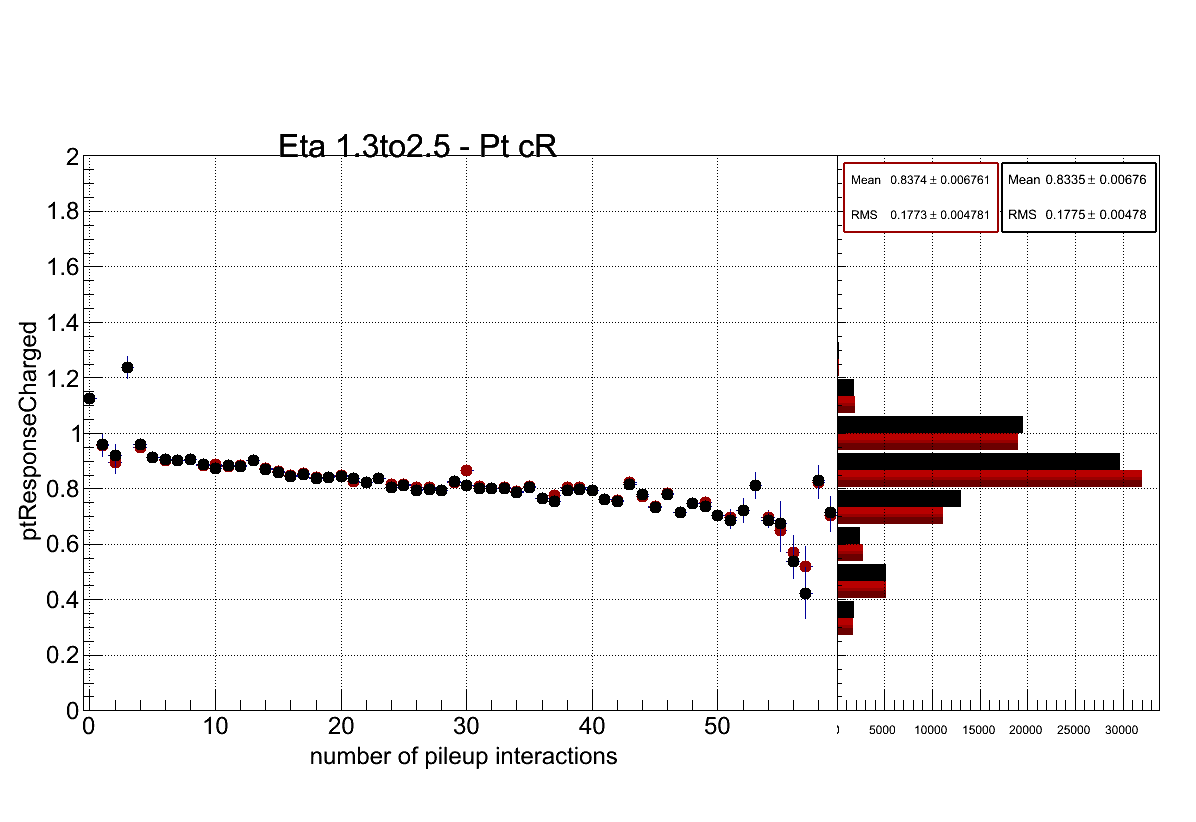 Eta 1.3to2.5 - Pt cR
2
1.8
1.6
1.4
1.2
1
0.8
0.6
0.4
0.2
0
ptResponseCharged
0 10 20 30 40 50
number of pileup interactions
Mean 0.8374 ± 0.006761
RMS 0.1773 ± 0.004781
Mean 0.8335 ± 0.00676
RMS 0.1775 ± 0.00478
5000 10000 15000 20000 25000 30000